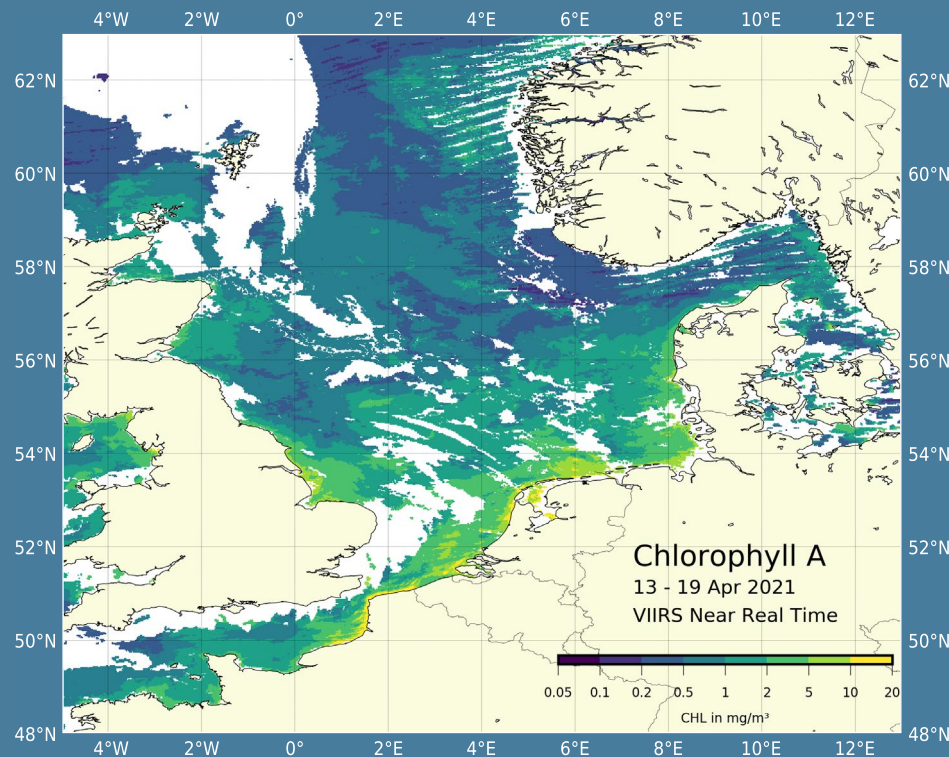 4°W 2°W 0° 2°E 4°E 6°E 8°E 10°E 12°E
62°N 62°N
60°N 60°N
58°N 58°N
56°N 56°N
54°N 54°N
52°N 52°N
Chlorophyll A
13 - 19 Apr 2021
VIIRS Near Real Time
50°N 50°N
0.05 0.1 0.2 0.5 1 2 5 10 20
CHL in mg/m³
48°N 48°N
4°W 2°W 0° 2°E 4°E 6°E 8°E 10°E 12°E